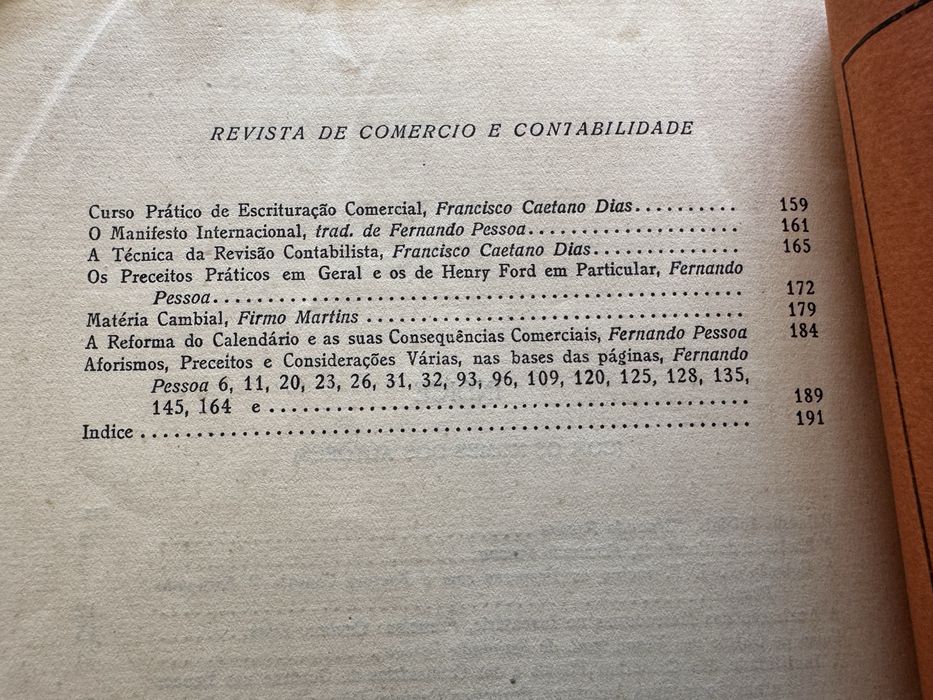 REVISTA DE COMERCIO E CONTABILIDADE
Curso Prático de Escrituração Comercial, Francisco Caetano Dias.......... 159
O Manifesto Internacional, trad. de Fernando Pessoa.................... 161
A Técnica da Revisão Contabilista, Francisco Caetano Dias.............. 165
Os Preceitos Práticos em Geral e os de Henry Ford em Particular, Fernando
Pessoa.................................................. 172
Matéria Cambial, Firmo Martins ................................... 179
A Reforma do Calendário e as suas Consequências Comerciais, Fernando Pessoa 184
Aforismos, Preceitos e Considerações Várias, nas bases das páginas, Fernando
Pessoa 6, 11, 20, 23, 26, 31, 32, 93, 96, 109, 120, 125, 128, 135,
145, 164 e ............................................. 189
Indice ......................................................... 191